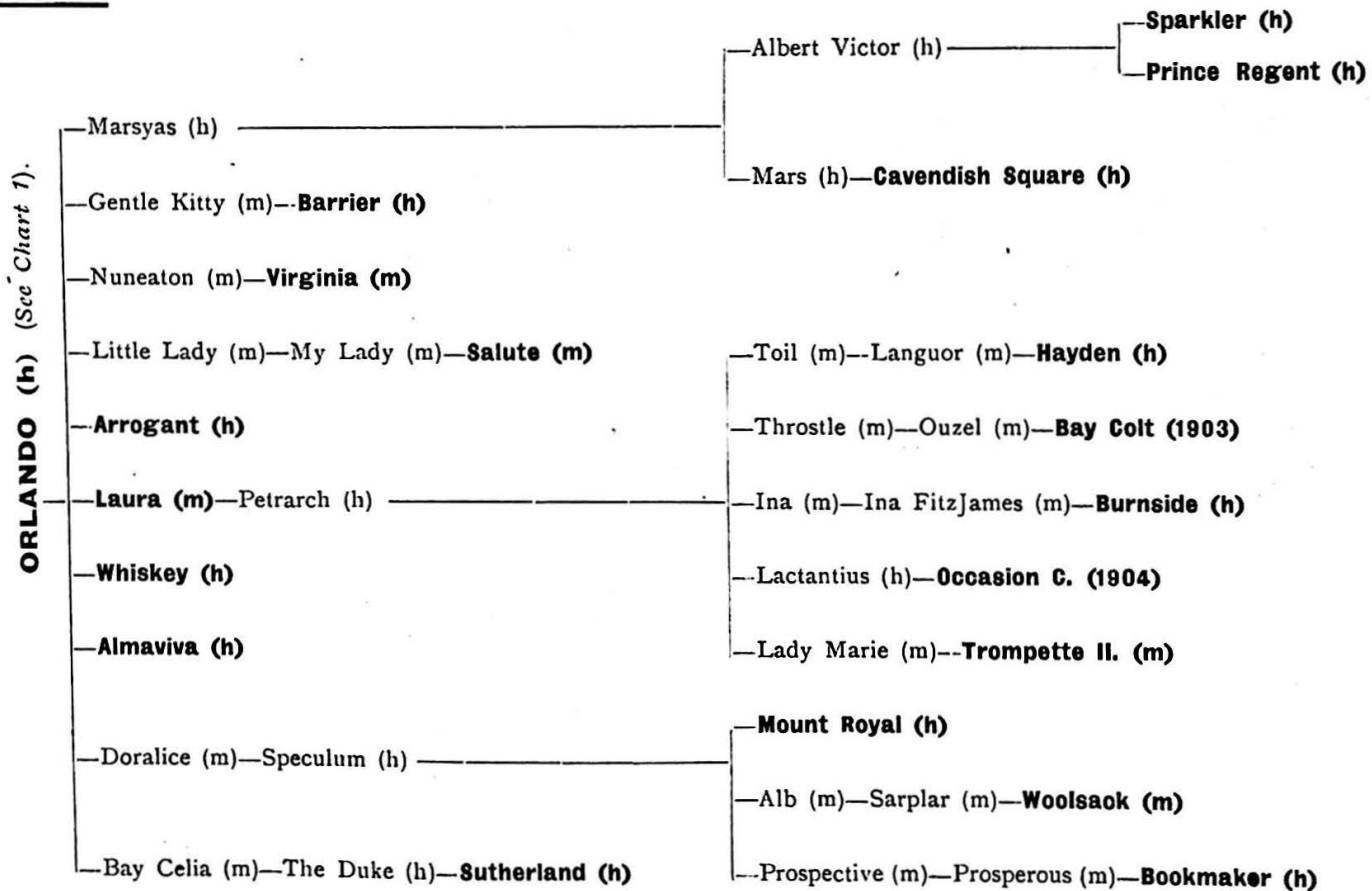 ORLANDO (h) (See Chart 1).
—Marsyas (h)
—Albert Victor (h)
—Sparkler (h)
—Prince Regent (h)
—Mars (h)—Cavendish Square (h)
—Gentle Kitty (m)—Barrier (h)
—Nuneaton (m)—Virginia (m)
—Little Lady (m)—My Lady (m)—Salute (m)
—Arrogant (h)
—Laura (m)—Petrarch (h)
—Toil (m)—Languor (m)—Hayden (h)
—Throstle (m)—Ouzel (m)—Bay Colt (1903)
—Ina (m)—Ina FitzJames (m)—Burnside (h)
—Lactantius (h)—Occasion C. (1904)
—Lady Marie (m)—Trompette II. (m)
—Whiskey (h)
—Almaviva (h)
—Doralice (m)—Speculum (h)
—Mount Royal (h)
—Alb (m)—Sarplar (m)—Woolsaok (m)
—Prospective (m)—Prosperous (m)—Bookmaker (h)
—Bay Celia (m)—The Duke (h)—Sutherland (h)